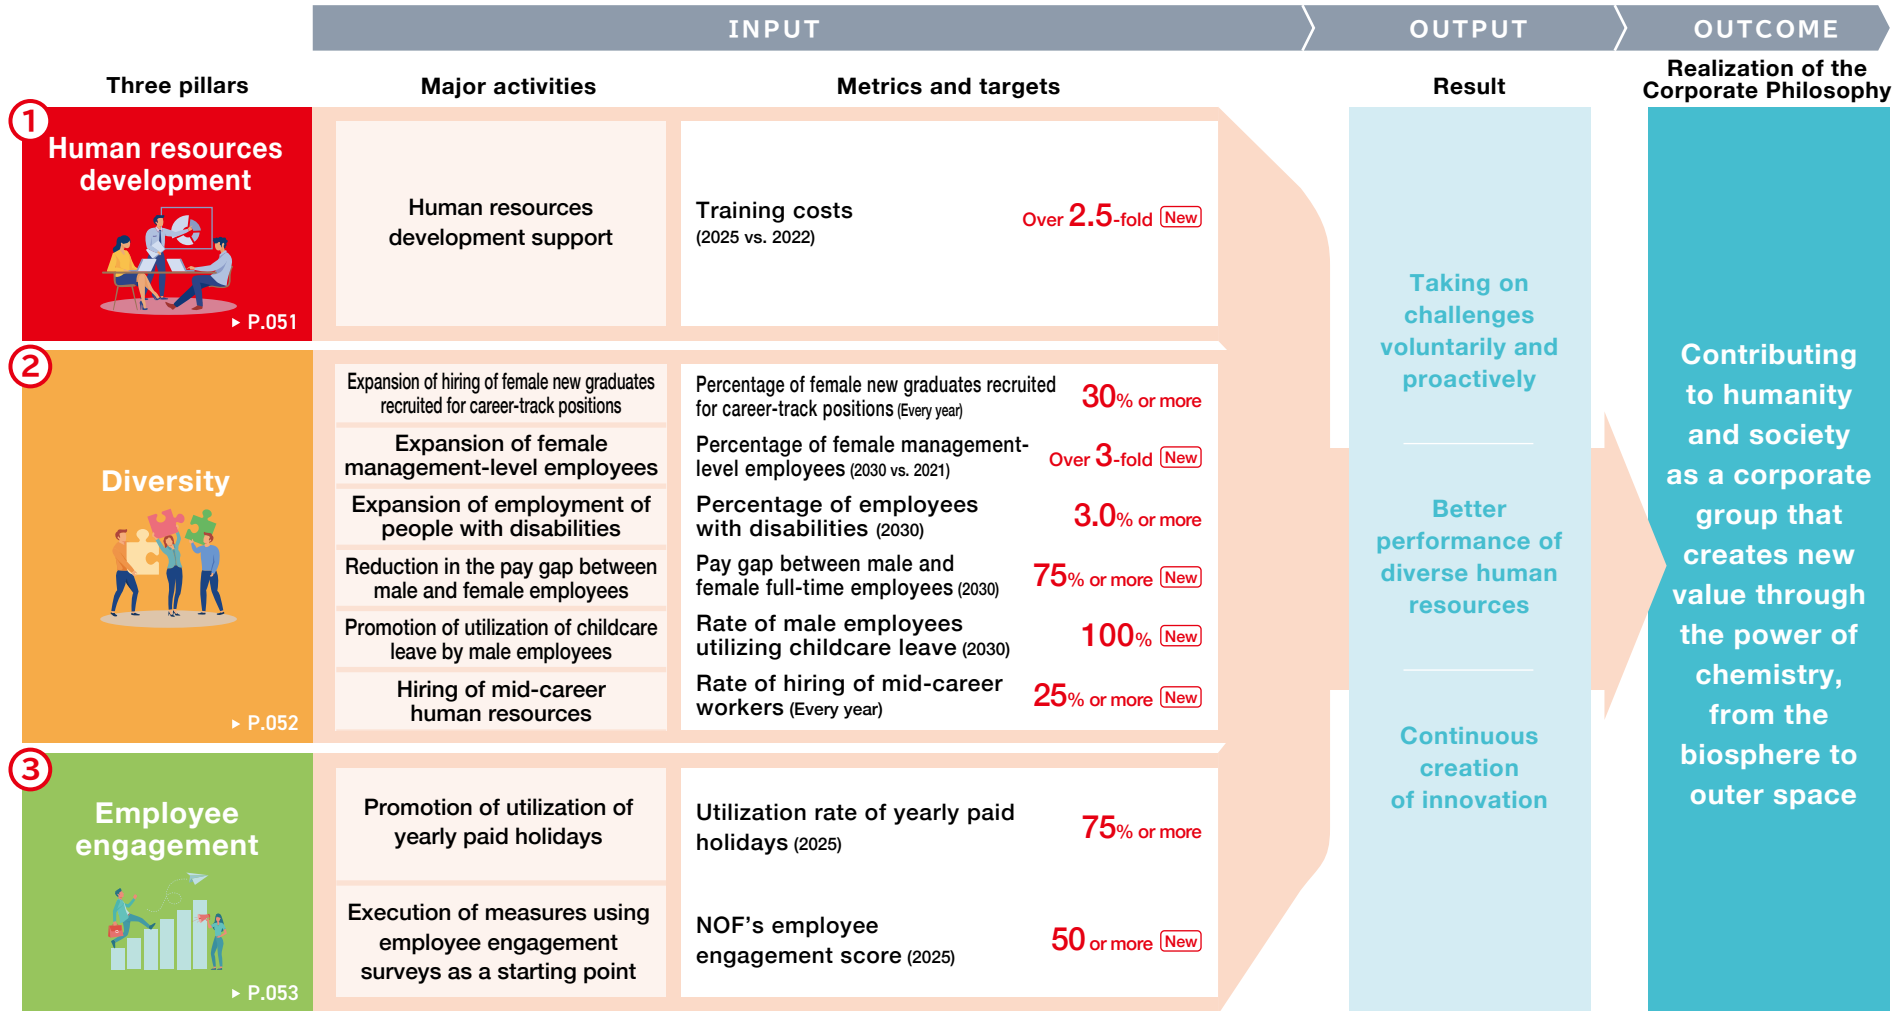 INPUT
OUTPUT
OUTCOME
Three pillars
Major activities
Metrics and targets
Result
Realization of the
Corporate Philosophy
1
Human resources
development
▶ P.051
Human resources
development support
Training costs
(2025 vs. 2022)
Over 2.5-fold New
2
Diversity
▶ P.052
Expansion of hiring of female new graduates
recruited for career-track positions
Percentage of female new graduates recruited
for career-track positions (Every year)
30% or more
Expansion of female
management-level employees
Percentage of female management-
level employees (2030 vs. 2021)
Over 3-fold New
Expansion of employment of
people with disabilities
Percentage of employees
with disabilities (2030)
3.0% or more
Reduction in the pay gap between
male and female employees
Pay gap between male and
female full-time employees (2030)
75% or more New
Promotion of utilization of childcare
leave by male employees
Rate of male employees
utilizing childcare leave (2030)
100% New
Hiring of mid-career
human resources
Rate of hiring of mid-career
workers (Every year)
25% or more New
3
Employee
engagement
▶ P.053
Promotion of utilization of
yearly paid holidays
Utilization rate of yearly paid
holidays (2025)
75% or more
Execution of measures using
employee engagement
surveys as a starting point
NOF’s employee
engagement score (2025)
50 or more New
Taking on
challenges
voluntarily and
proactively
Better
performance of
diverse human
resources
Continuous
creation
of innovation
Contributing
to humanity
and society
as a corporate
group that
creates new
value through
the power of
chemistry,
from the
biosphere to
outer space